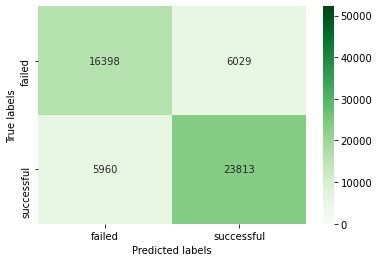 50000
40000
30000
20000
10000
0
True labels
failed
successful
16398 6029
5960 23813
failed successful
Predicted labels